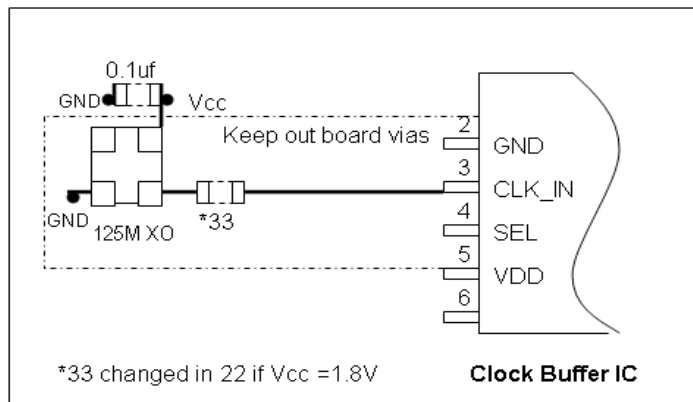 0.1uf
GND
Vcc
Keep out board vias
2
GND
3
CLK_IN
GND
*33
4
SEL
125M XO
5
VDD
6
*33 changed in 22 if Vcc =1.8V
Clock Buffer IC